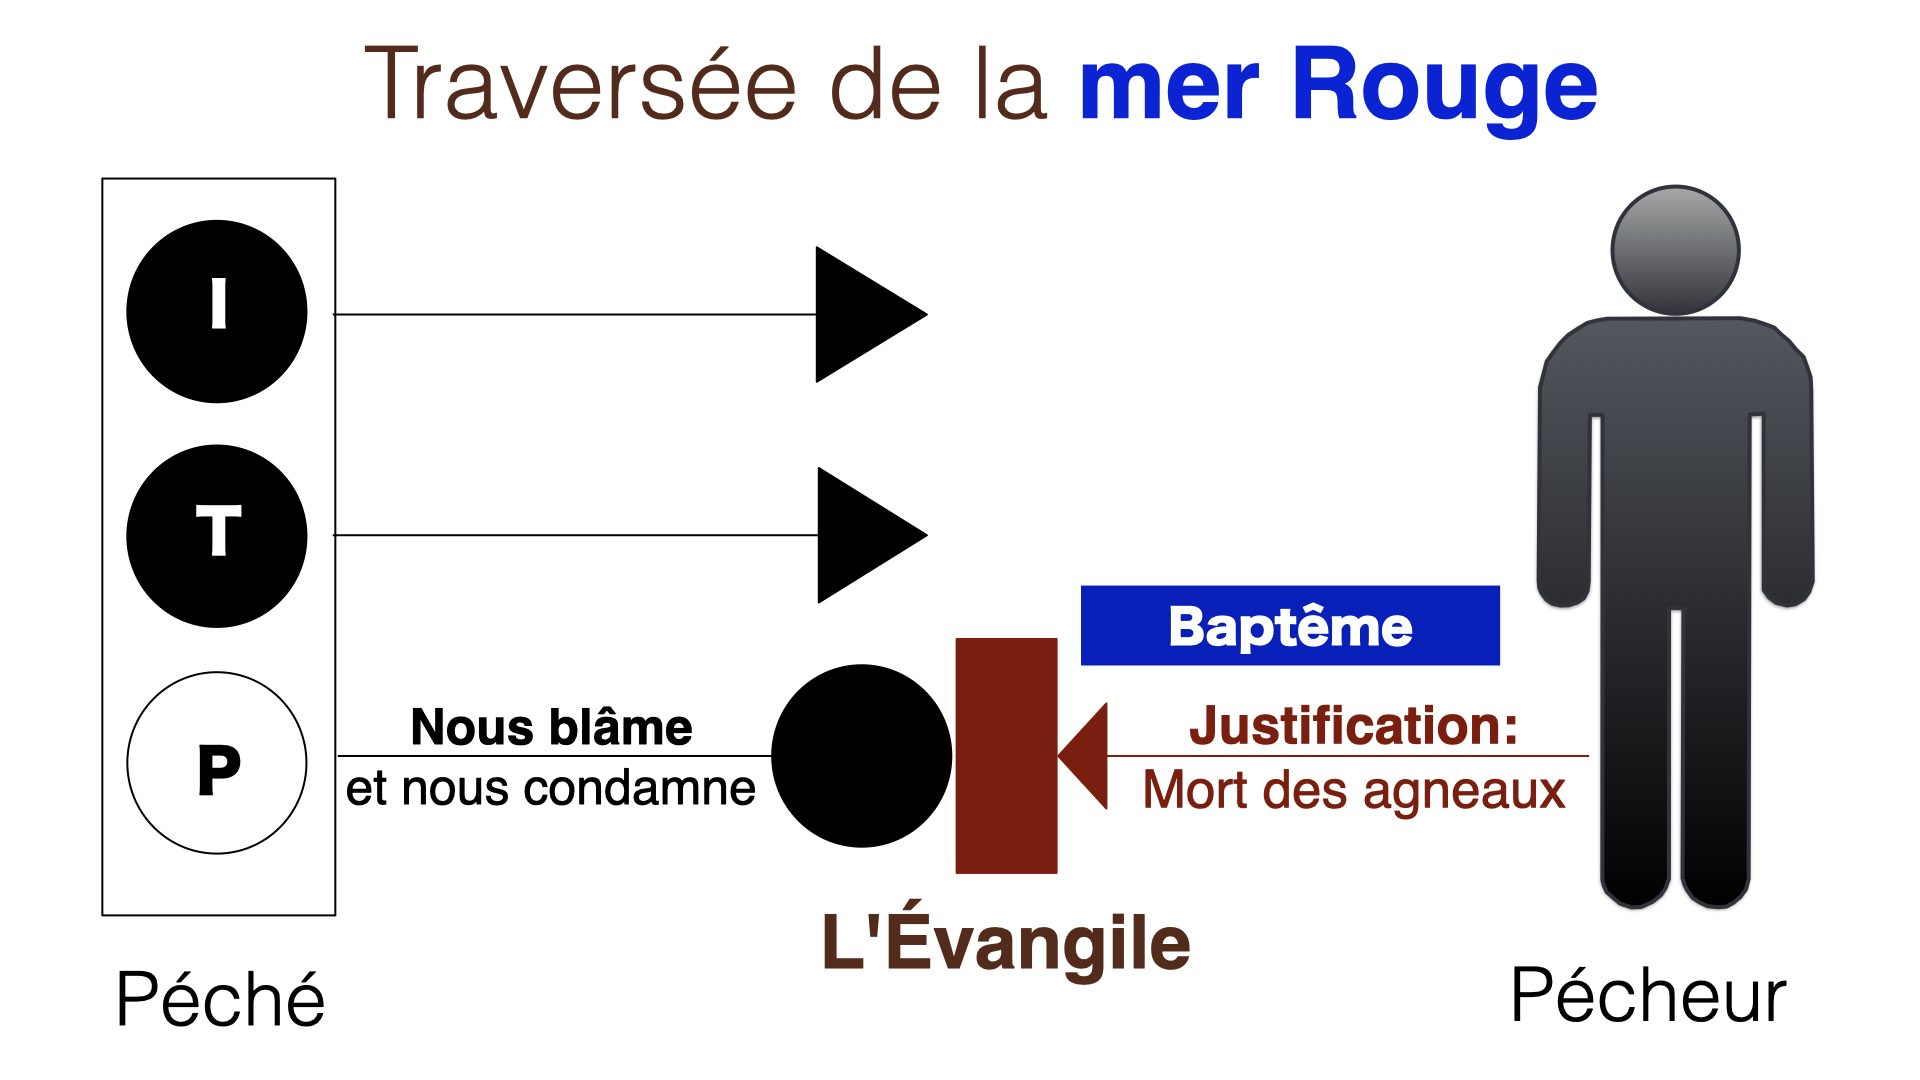 Traversée de la mer Rouge
I
T
P
Nous blâme
et nous condamne
Baptême
Justification:
Mort des agneaux
L'Évangile
Péché
Pécheur